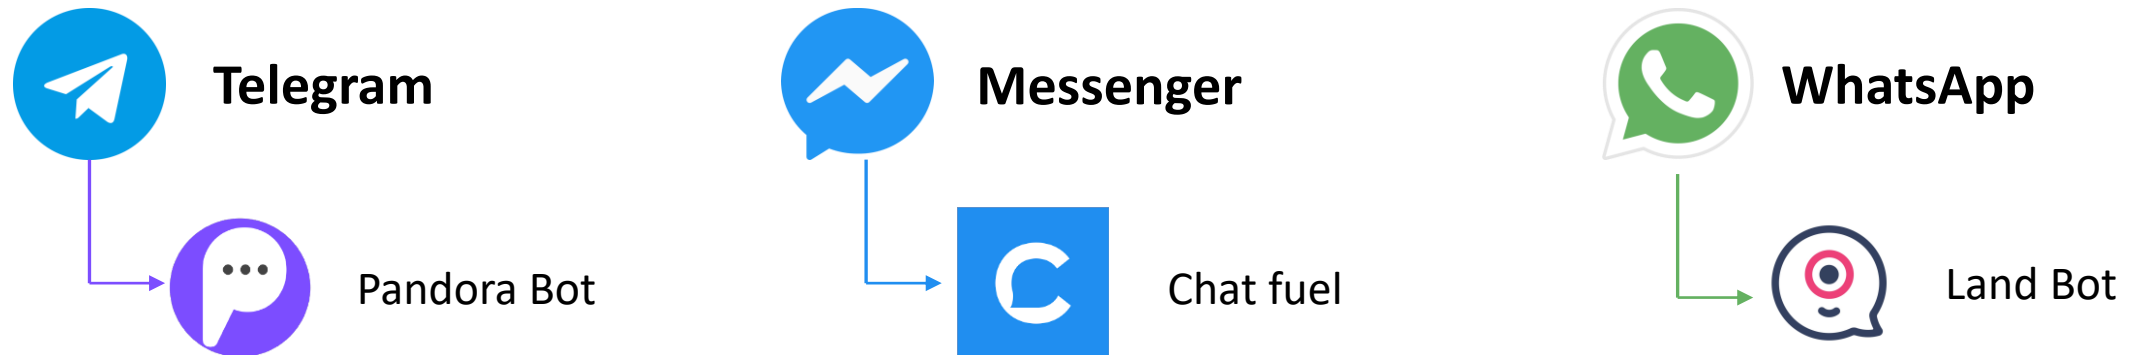 Telegram
Messenger
WhatsApp
Pandora Bot
Chat fuel
Land Bot